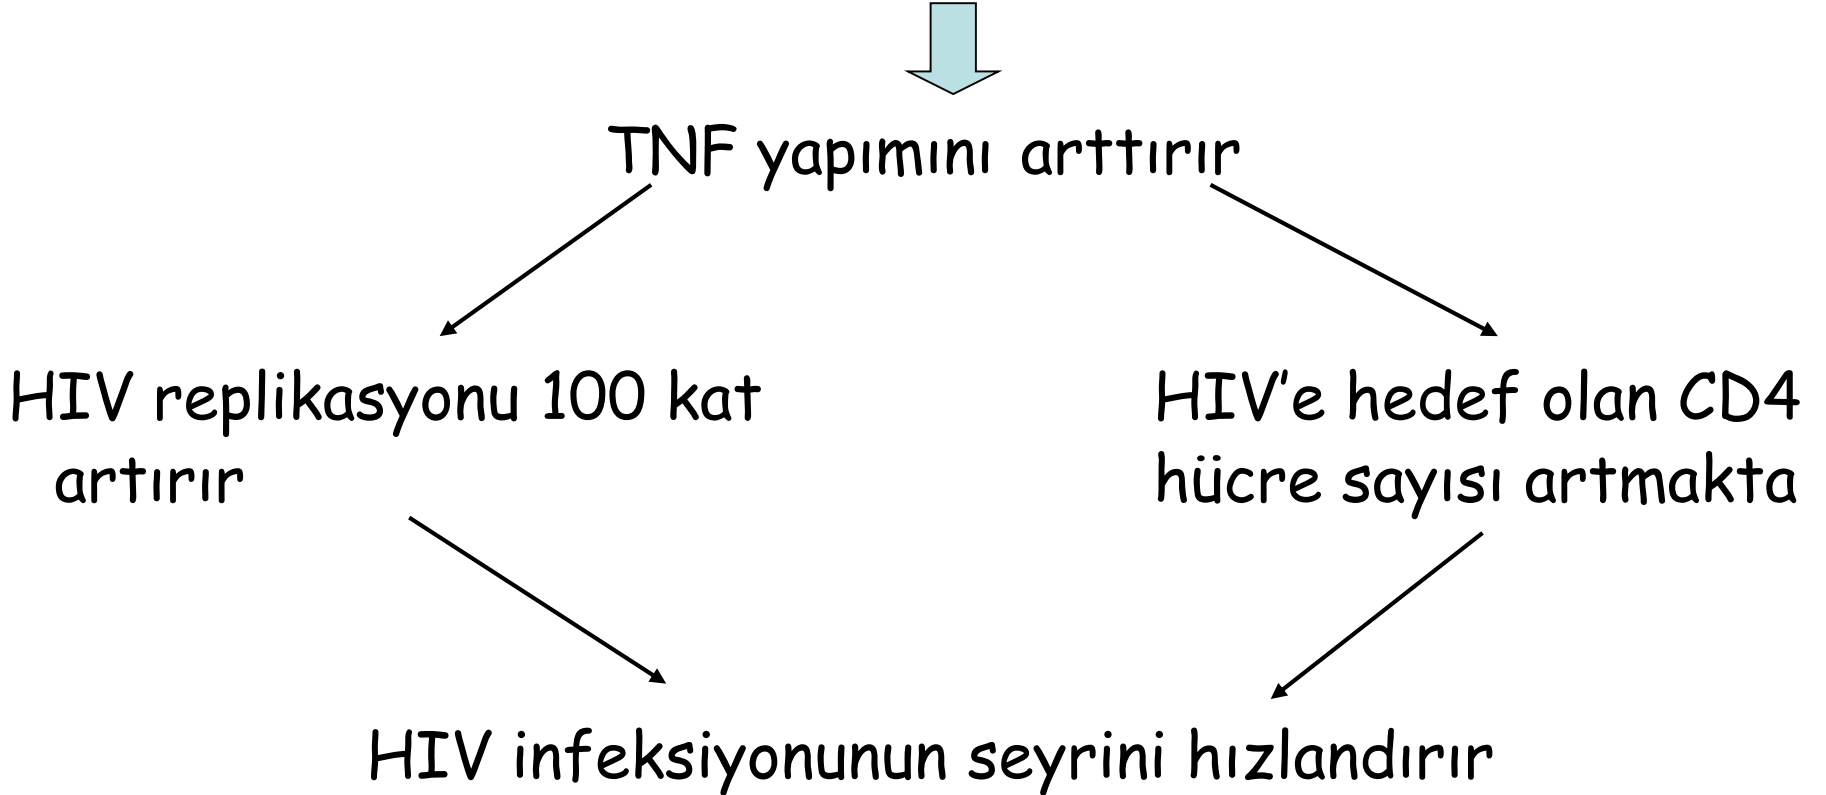 TNF yapımını arttırır
HIV replikasyonu 100 kat
artırır
HIV’e hedef olan CD4
hücre sayısı artmakta
HIV infeksiyonunun seyrini hızlandırır